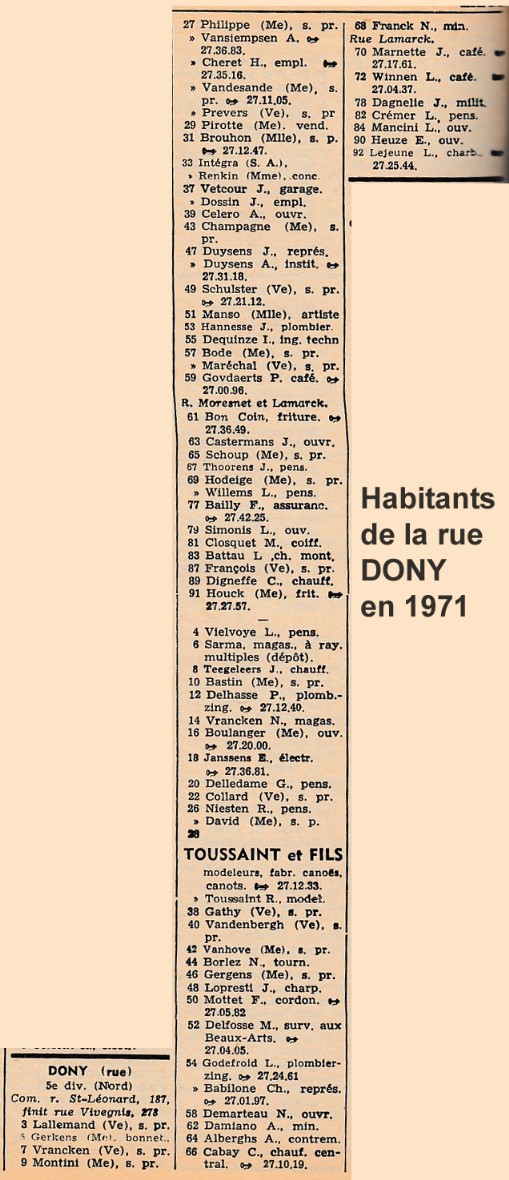 DONY (rue)
5e div. (Nord)
Com. r. St-Léonard, 187,
finit rue Vivegnis, 278
3 Lallemand (Ve), s. pr.
5 Gerkens (Me), bonnet.,
7 Vrancken (Ve), s. pr.
9 Montini (Me), s. pr.
27 Philippe (Me), s. pr.
» Vansiempsen A.
27.36.83.
» Cheret H., empl.
27.35.16.
» Vandesande (Me), s.
pr. 27.11.05.
» Prevers (Ve), s. pr
29 Pirotte (Me). vend.
31 Brouhon (Mlle), s. p.
27.12.47.
33 Intégra (S. A.),
» Renkin (Mme), conc.
37 Vetcour J., garage.
» Dossin J., empl.
39 Celero A., ouvr.
43 Champagne (Me), s.
pr.
47 Duysens J., représ.
» Duysens A., instit.
27.31.18.
49 Schulster (Ve), s. pr.
27.21.12.
51 Manso (Mlle), artiste
53 Hannesse J., plombier.
55 Dequinze I., ing. techn
57 Bode (Me), s. pr.
» Maréchal (Ve), s. pr.
59 Govdaerts P. café.
27.00.96.
R. Moresnet et Lamarck.
61 Bon Coin, friture.
27.36.49.
63 Castermans J., ouvr.
65 Schoup (Me), s. pr.
67 Thoorens J., pens.
69 Hodeige (Me), s. pr.
» Willems L., pens.
77 Bailly F., assuranc.
27.42.25.
79 Simonis L., ouv.
81 Closquet M., coiff.
83 Battau L ,ch. mont.
87 François (Ve), s. pr.
89 Digneffe C., chauff.
91 Houck (Me), frit.
27.27.57.
—
4 Vielvoye L., pens.
6 Sarma, magas., à ray.
multiples (dépôt).
8 Teegeleers J., chauff.
10 Bastin (Me), s. pr.
12 Delhasse P., plomb.-
zing. 27.12.40.
14 Vrancken N., magas.
16 Boulanger (Me), ouv.
27.20.00.
18 Janssens E., électr.
27.36.81.
20 Delledame G., pens.
22 Collard (Ve), s. pr.
26 Niesten R., pens.
» David (Me), s. p.
28
TOUSSAINT et FILS
modeleurs, fabr. canoës,
canots. 27.12.33.
» Toussaint R., model.
38 Gathy (Ve), s. pr.
40 Vandenbergh (Ve), s.
pr.
42 Vanhove (Me), s. pr.
44 Borlez N., tourn.
46 Gergens (Me), s. pr.
48 Lopresti J., charp.
50 Mottet F., cordon.
27.05.82
52 Delfosse M., surv. aux
Beaux-Arts.
27.04.05.
54 Godefroid L., plombier-
zing. 27,24.61
» Babilone Ch., représ.
27.01.97.
58 Demarteau N., ouvr.
62 Damiano A., min.
64 Alberghs A., contrem.
66 Cabay C., chauf. cen-
tral. 27.10.19.
68 Franck N., min.
Rue Lamarck.
70 Marnette J., café.
27.17.61.
72 Winnen L., café.
27.04.37.
78 Dagnelie J., milit.
82 Crémer L., pens.
84 Mancini L., ouv.
90 Heuze E., ouv.
92 Lejeune L., charb.
27.25.44.
Habitants
de la rue
DONY
en 1971